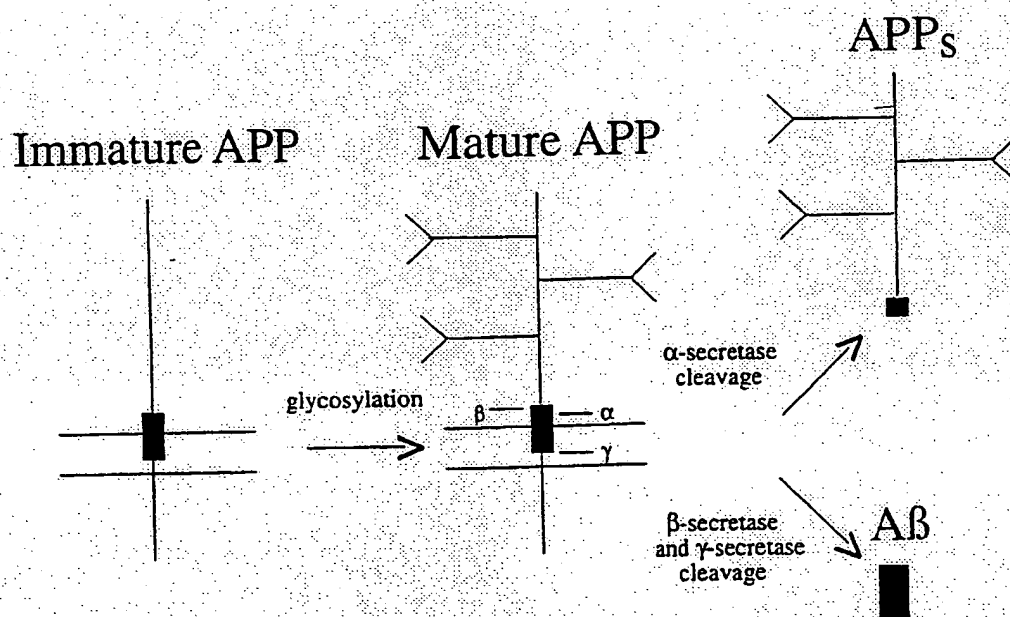 APPs
Immature APP
Mature APP
glycosylation
β
α
γ
α-secretase
cleavage
β-secretase
and γ-secretase
cleavage
Aß